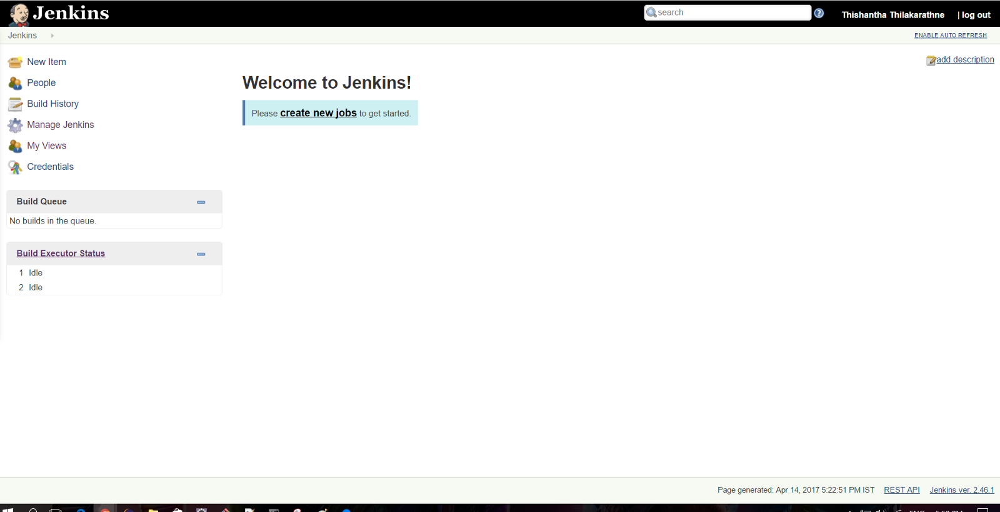 Jenkins
search
Thishantha Thilakarathne | log out
Jenkins
ENABLE AUTO REFRESH
New Item
People
Build History
Manage Jenkins
My Views
Credentials
add description
Welcome to Jenkins!
Please create new jobs to get started.
Build Queue
No builds in the queue.
Build Executor Status
1 Idle
2 Idle
Page generated: Apr 14, 2017 5:22:51 PM IST REST API Jenkins ver. 2.46.1